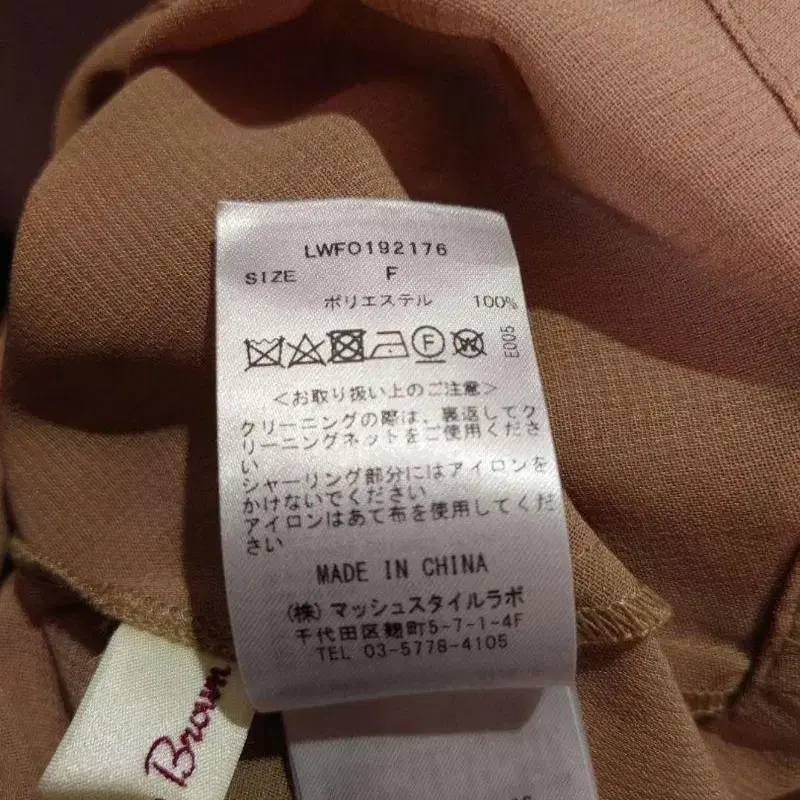 LWFO192176
SIZE F
ポリエステル 100%
F
W
E005
<お取り扱い上のご注意>
クリーニングの際は、裏返してク
リーニングネットをご使用くださ
い
シャーリング部分にはアイロンを
かけないでください
アイロンはあて布を使用してくだ
さい
MADE IN CHINA
(株)マッシュスタイルラボ
千代田区麹町5-7-1-4F
TEL 03-5778-4105
Brown